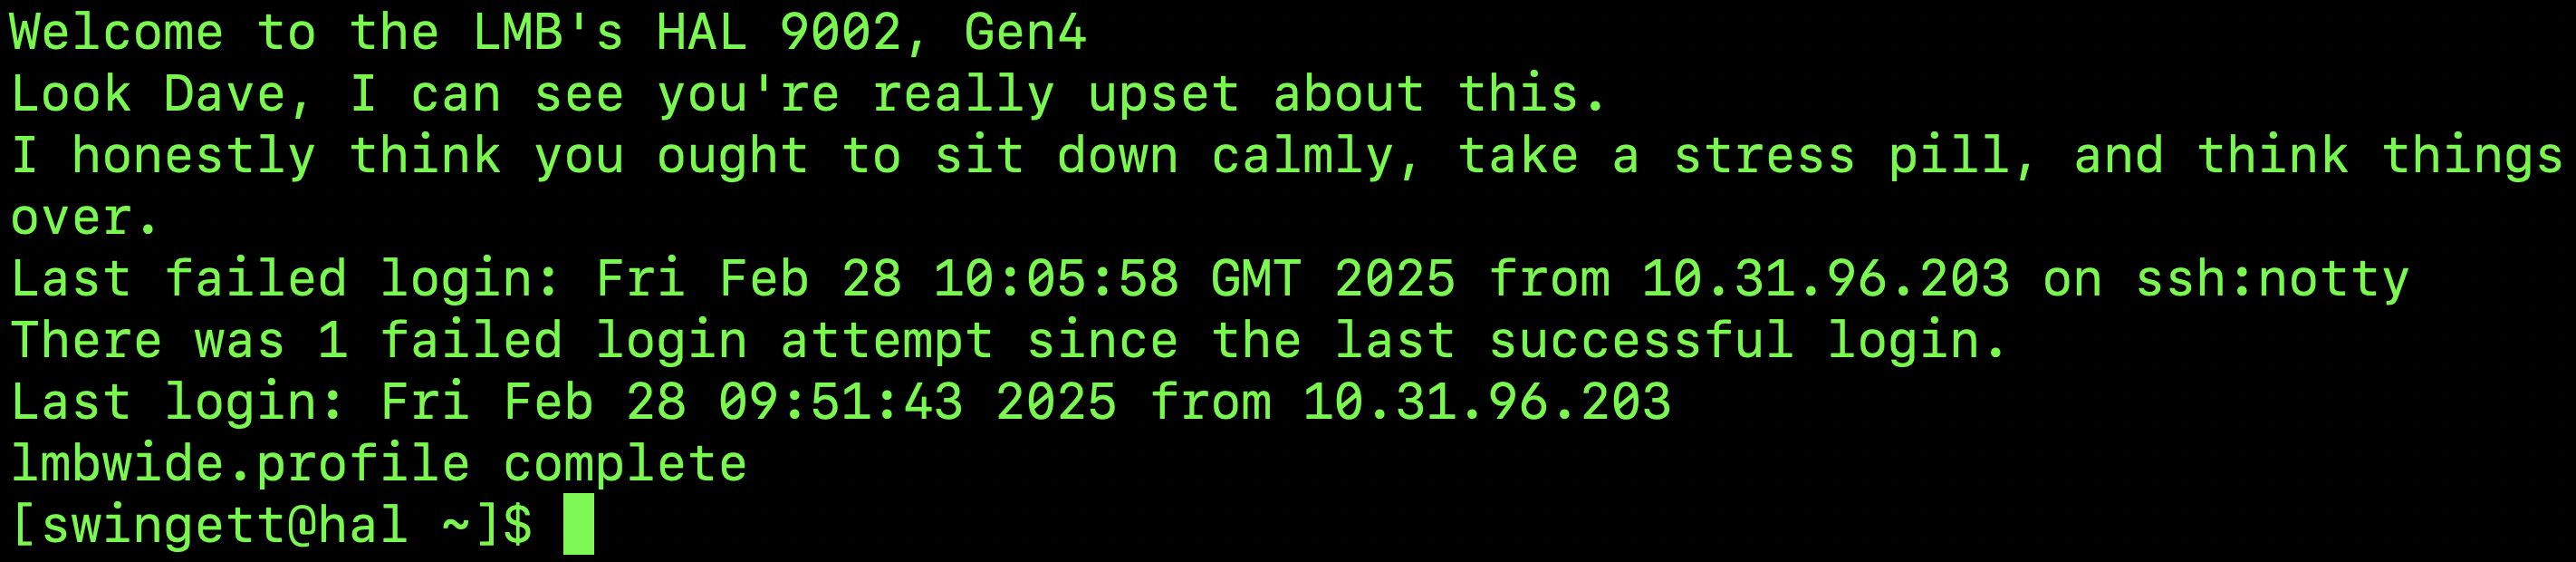 Welcome to the LMB's HAL 9002, Gen4
Look Dave, I can see you're really upset about this.
I honestly think you ought to sit down calmly, take a stress pill, and think things
over.
Last failed login: Fri Feb 28 10:05:58 GMT 2025 from 10.31.96.203 on ssh:notty
There was 1 failed login attempt since the last successful login.
Last login: Fri Feb 28 09:51:43 2025 from 10.31.96.203
lmbwide.profile complete
[swingett@hal ~]$